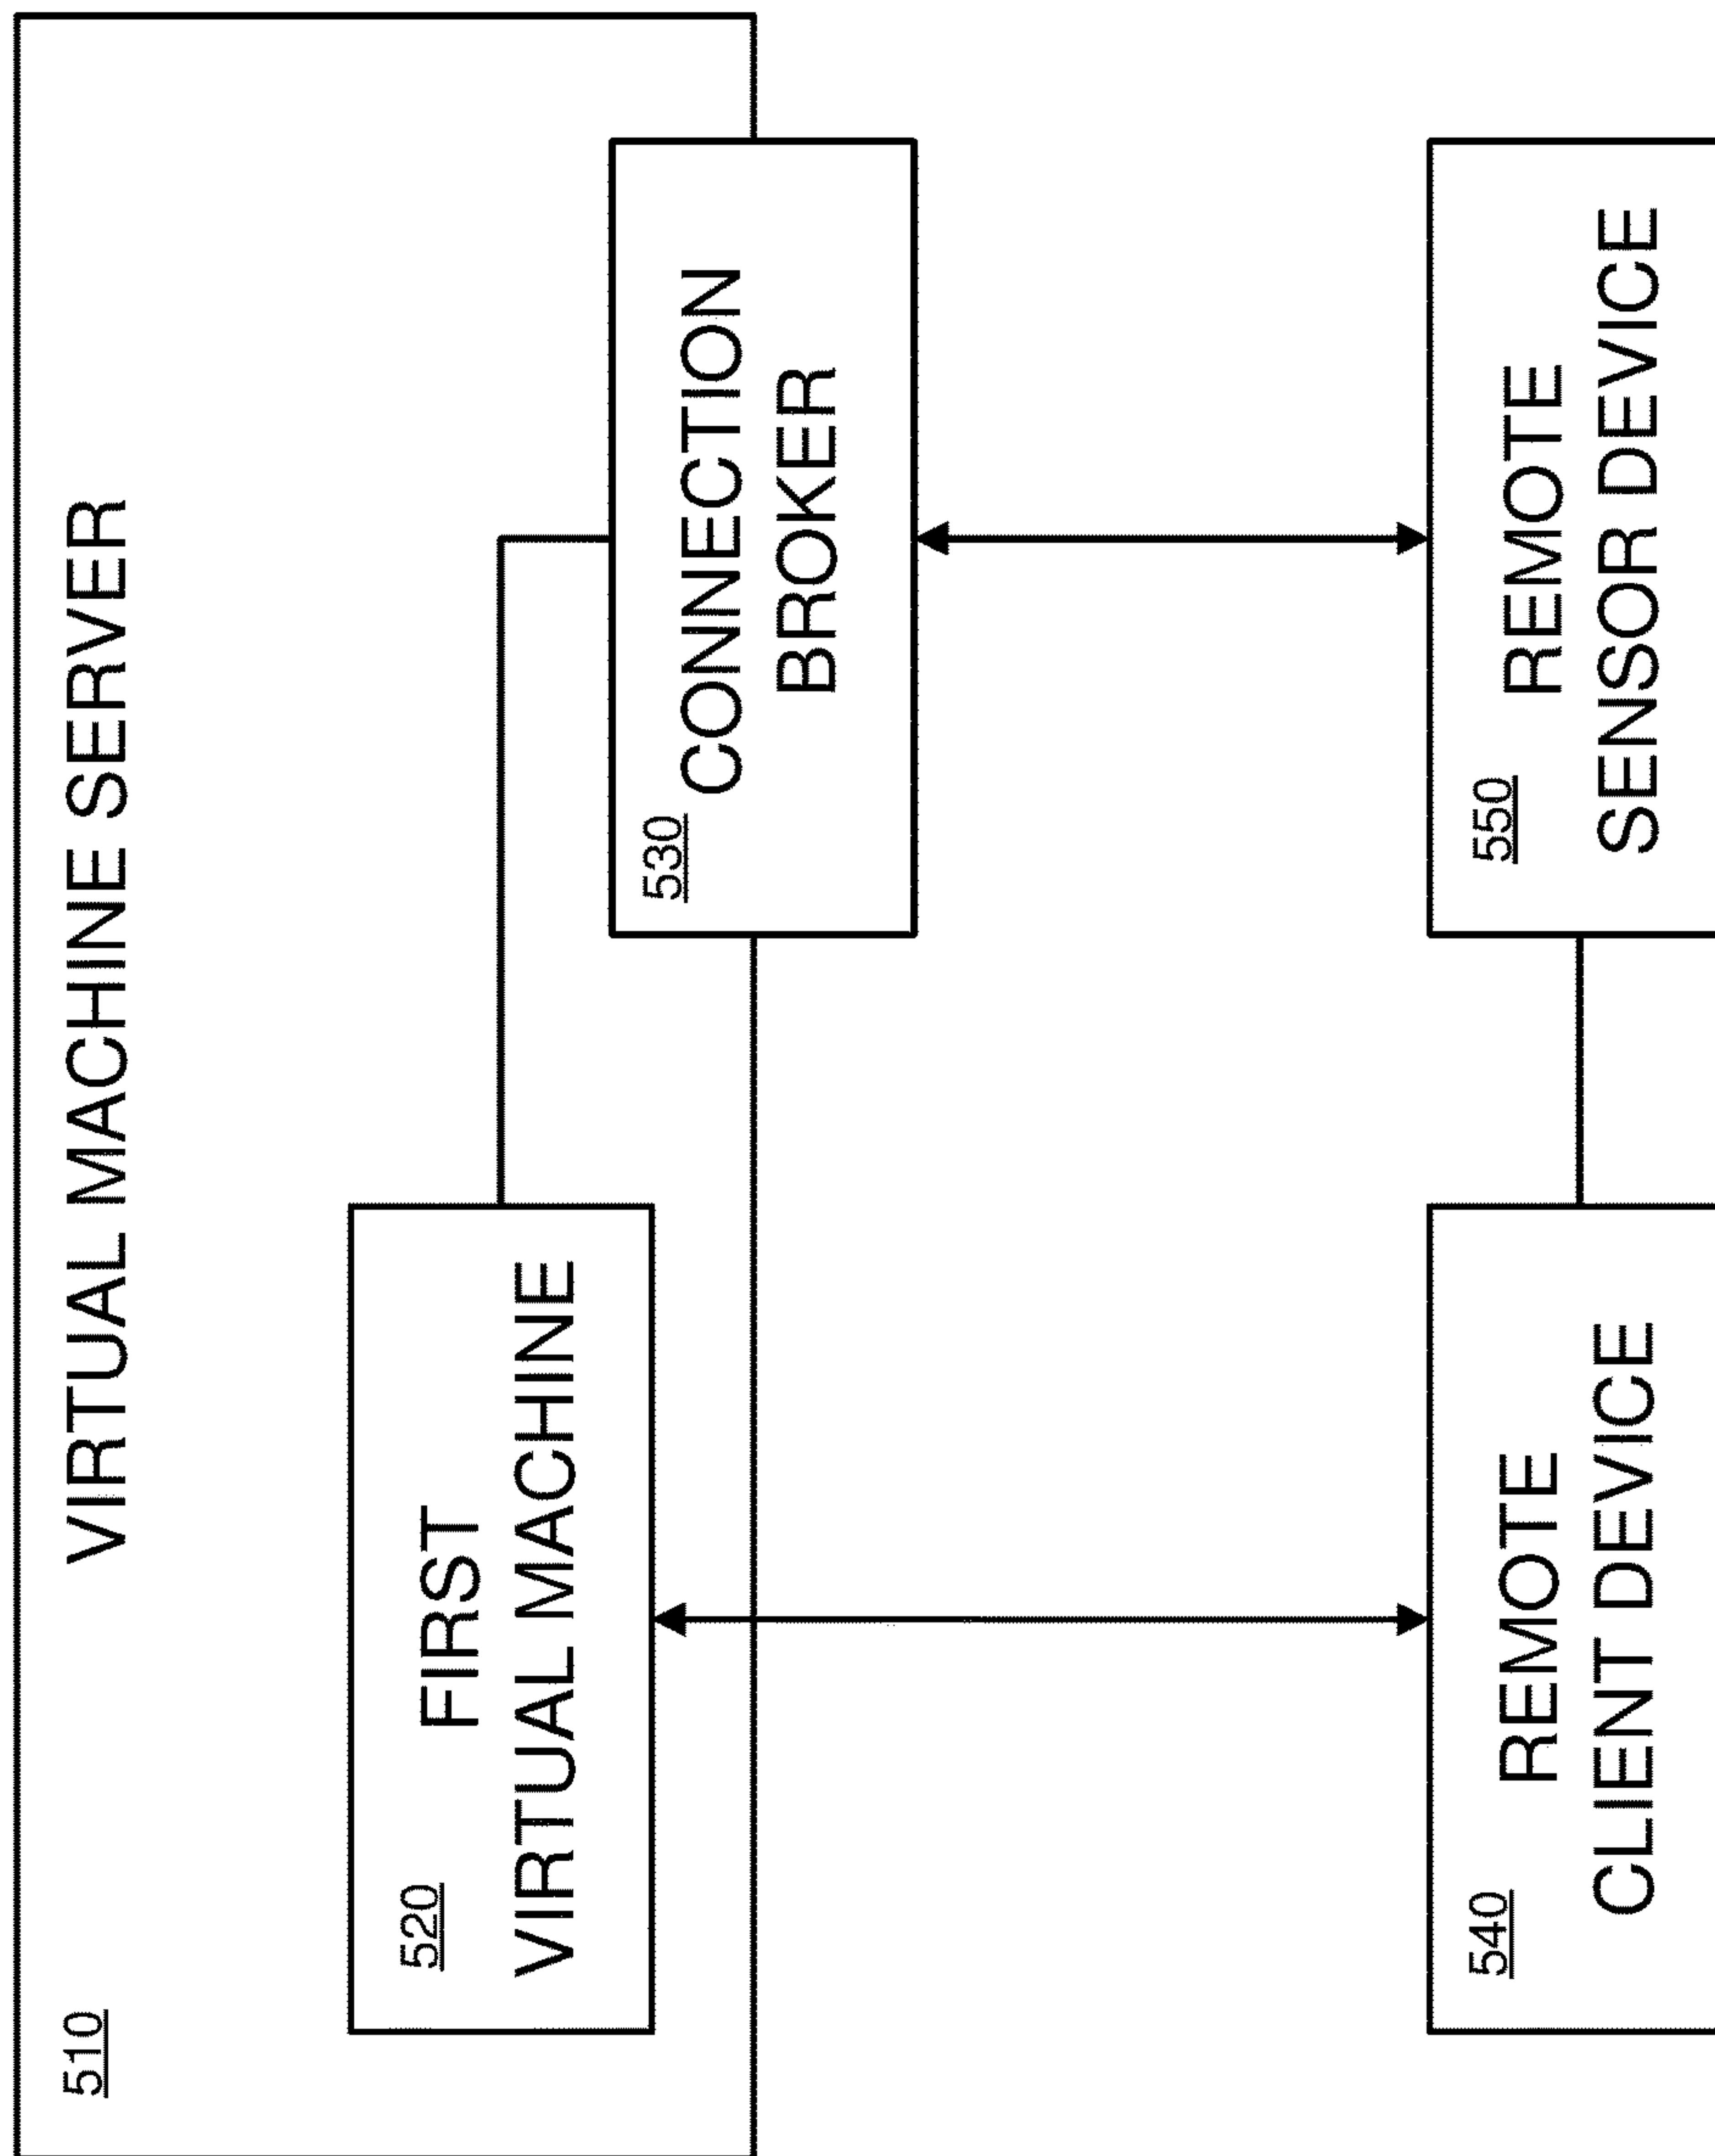 510
VIRTUAL MACHINE SERVER
520
FIRST
VIRTUAL MACHINE
530
CONNECTION
BROKER
540
REMOTE
CLIENT DEVICE
550
REMOTE
SENSOR DEVICE